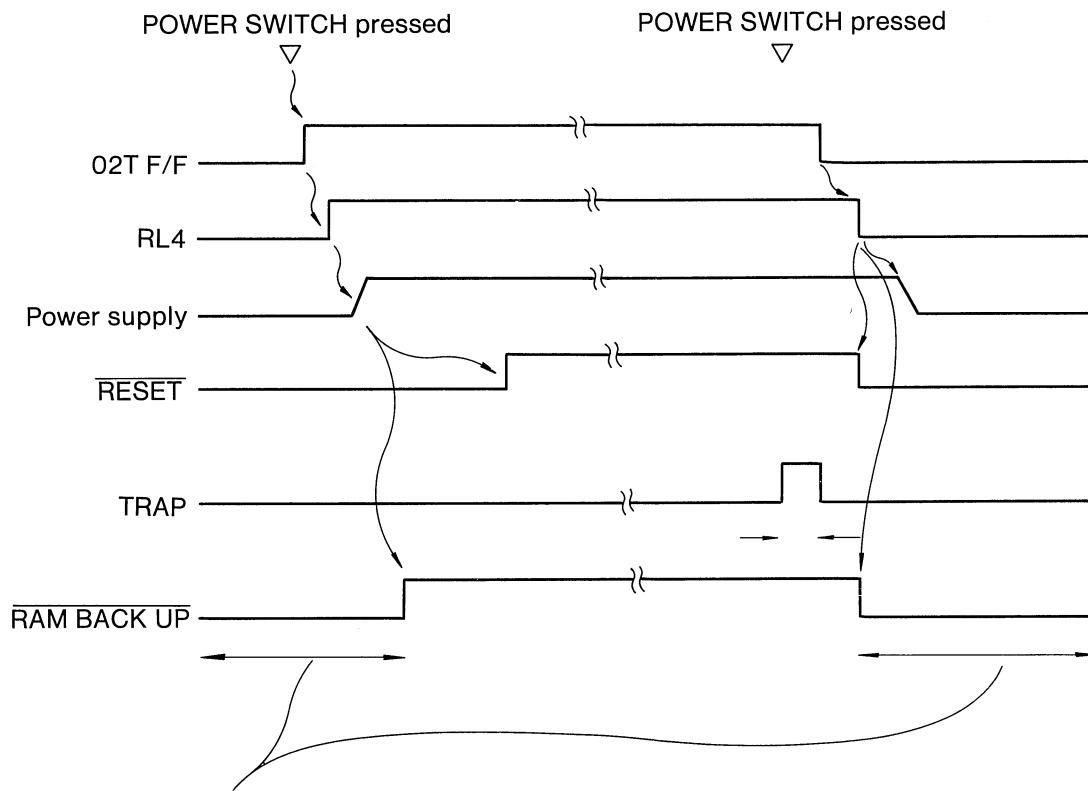 POWER SWITCH pressed
POWER SWITCH pressed
02T F/F
RL4
Power supply
RESET
TRAP
RAM BACK UP